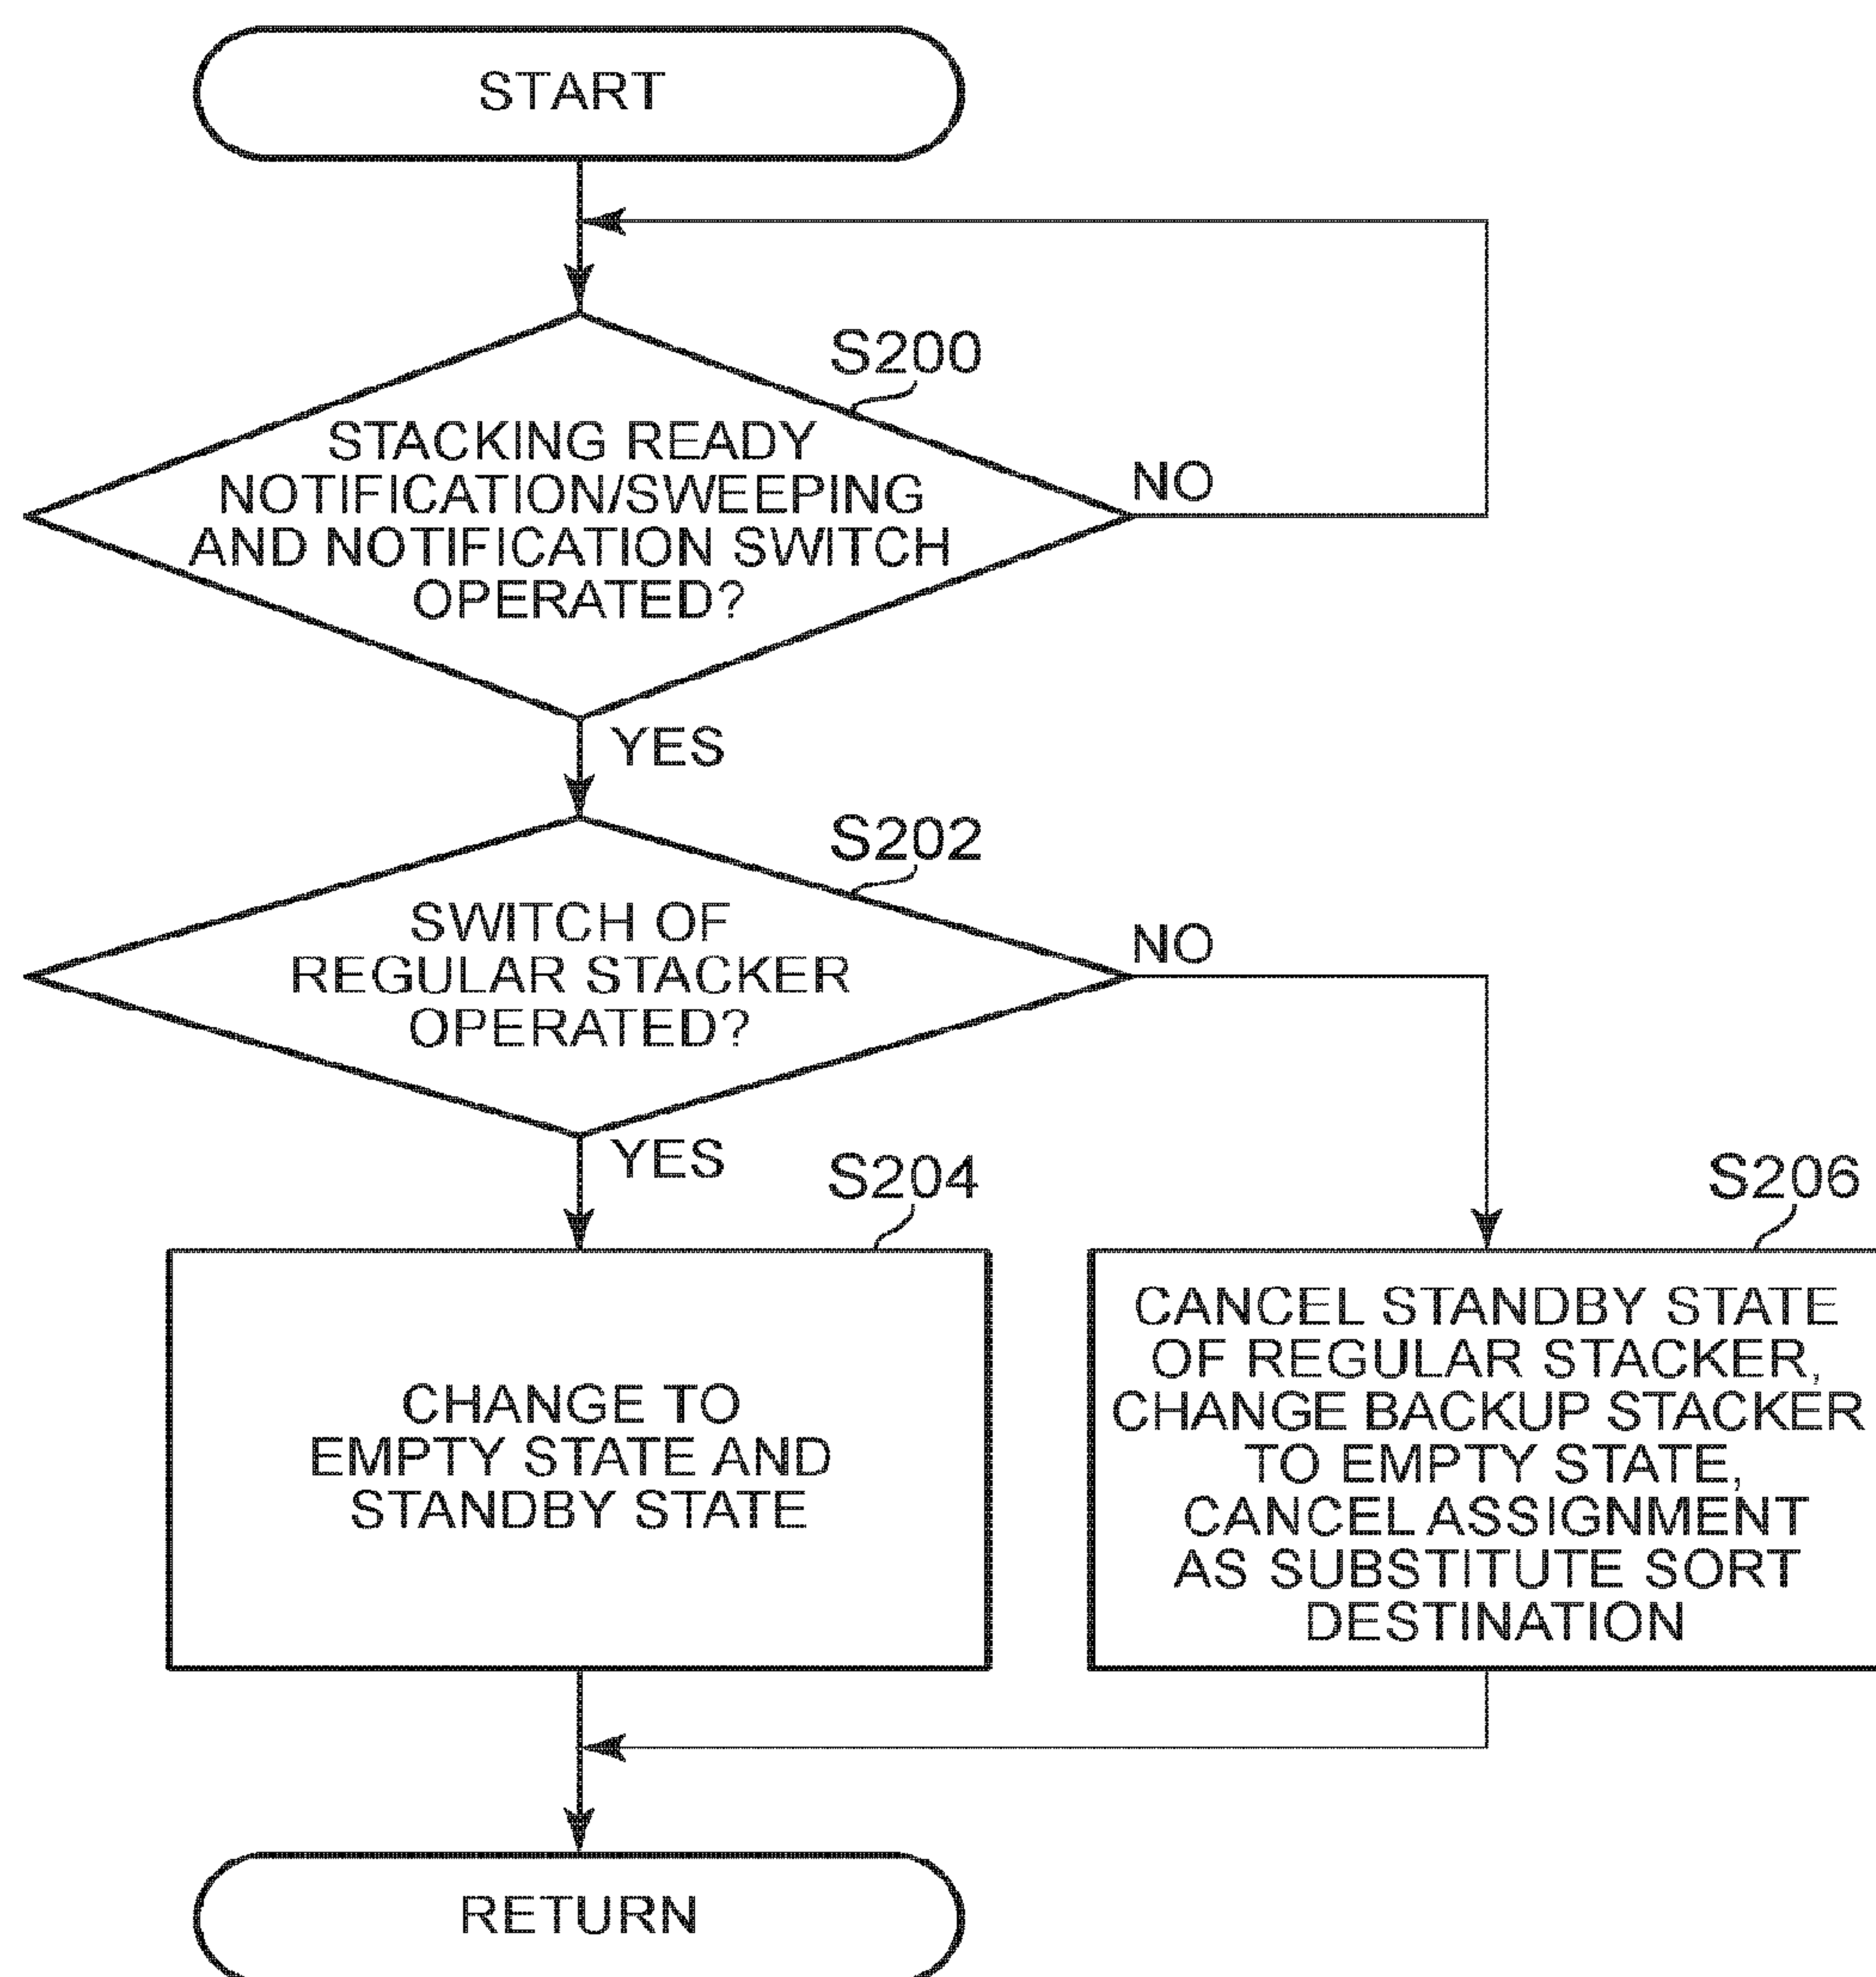 START
S200
STACKING READY
NOTIFICATION/SWEEPING
AND NOTIFICATION SWITCH
OPERATED?
NO
YES
S202
SWITCH OF
REGULAR STACKER
OPERATED?
NO
YES
S204
CHANGE TO
EMPTY STATE AND
STANDBY STATE
S206
CANCEL STANDBY STATE
OF REGULAR STACKER,
CHANGE BACKUP STACKER
TO EMPTY STATE,
CANCEL ASSIGNMENT
AS SUBSTITUTE SORT
DESTINATION
RETURN